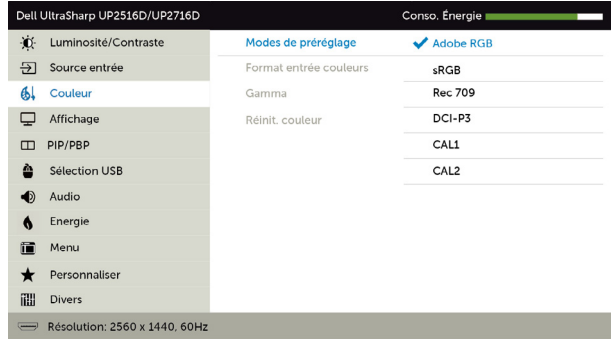 Dell UltraSharp UP2516D/UP2716D Conso. Énergie
Luminosité/Contraste Modes de préréglage Adobe RGB
Source entrée Format entrée couleurs sRGB
Couleur Gamma Rec 709
Affichage Réinit. couleur DCI-P3
PIP/PBP CAL1
Sélection USB CAL2
Audio
Energie
Menu
Personnaliser
Divers
Résolution: 2560 x 1440, 60Hz